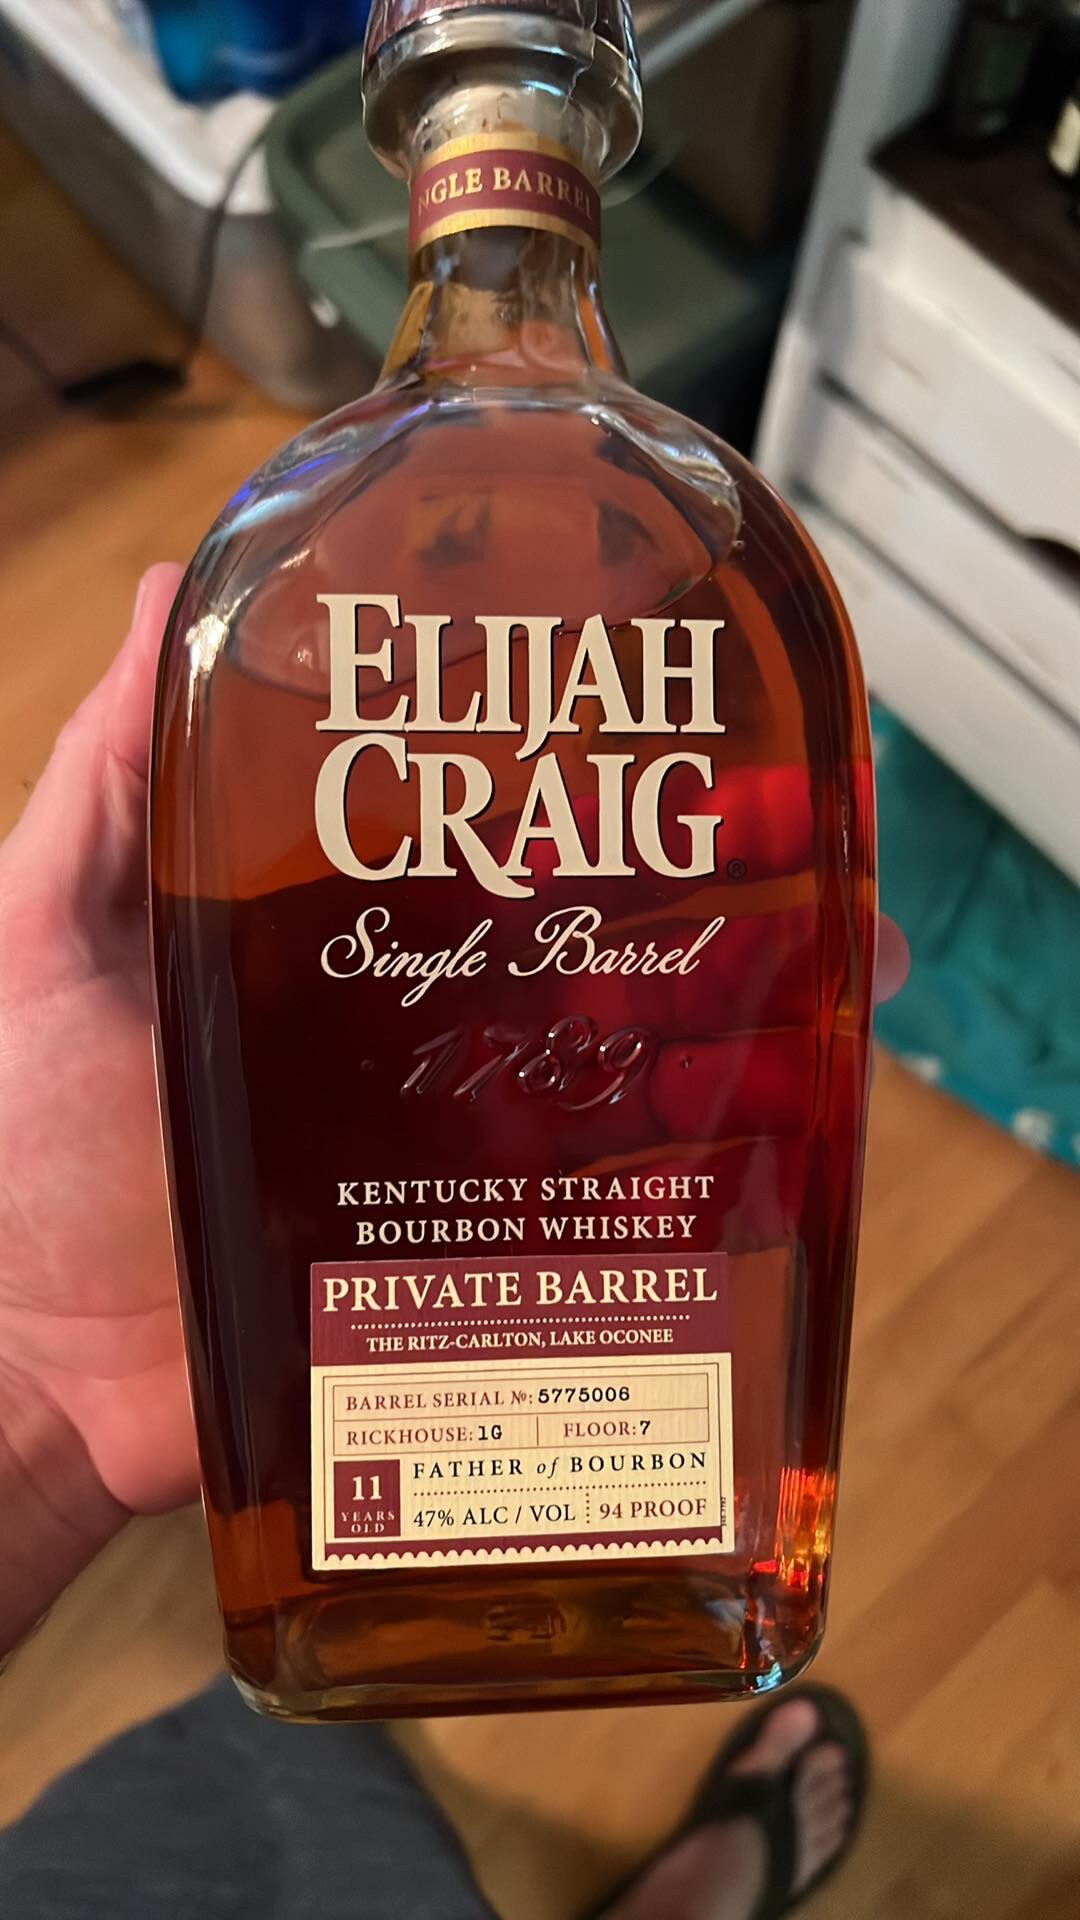 NGLE BARREL
ELIJAH
CRAIG®
Single Barrel
· 1789 ·
KENTUCKY STRAIGHT
BOURBON WHISKEY
PRIVATE BARREL
THE RITZ-CARLTON, LAKE OCONEE
BARREL SERIAL №: 5775006
RICKHOUSE: 1G FLOOR: 7
FATHER of BOURBON
11
YEARS
OLD
47% ALC / VOL 94 PROOF